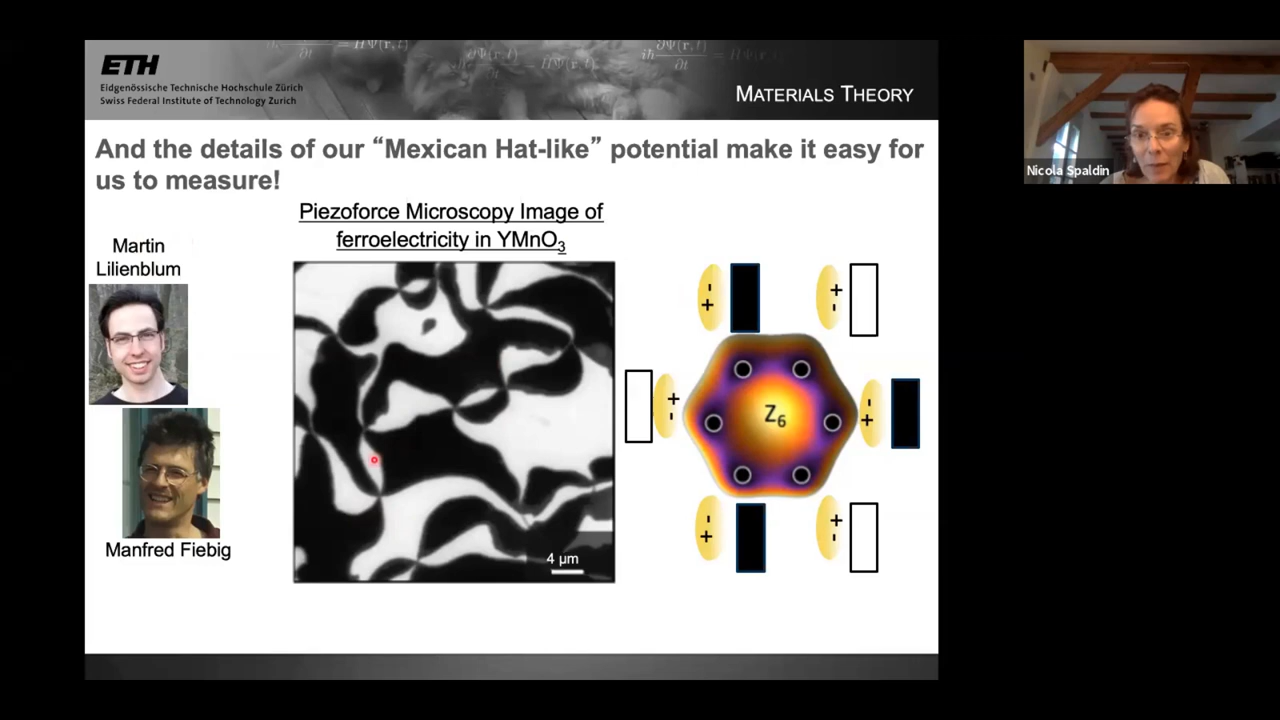 ETH
Eidgenössische Technische Hochschule Zürich
Swiss Federal Institute of Technology Zurich
MATERIALS THEORY
And the details of our “Mexican Hat-like” potential make it easy for
us to measure!
Piezoforce Microscopy Image of
ferroelectricity in YMnO₃
Martin
Lilienblum
Manfred Fiebig
4 µm
- +
+ -
+ -
Z₆
- +
- +
+ -
Nicola Spaldin